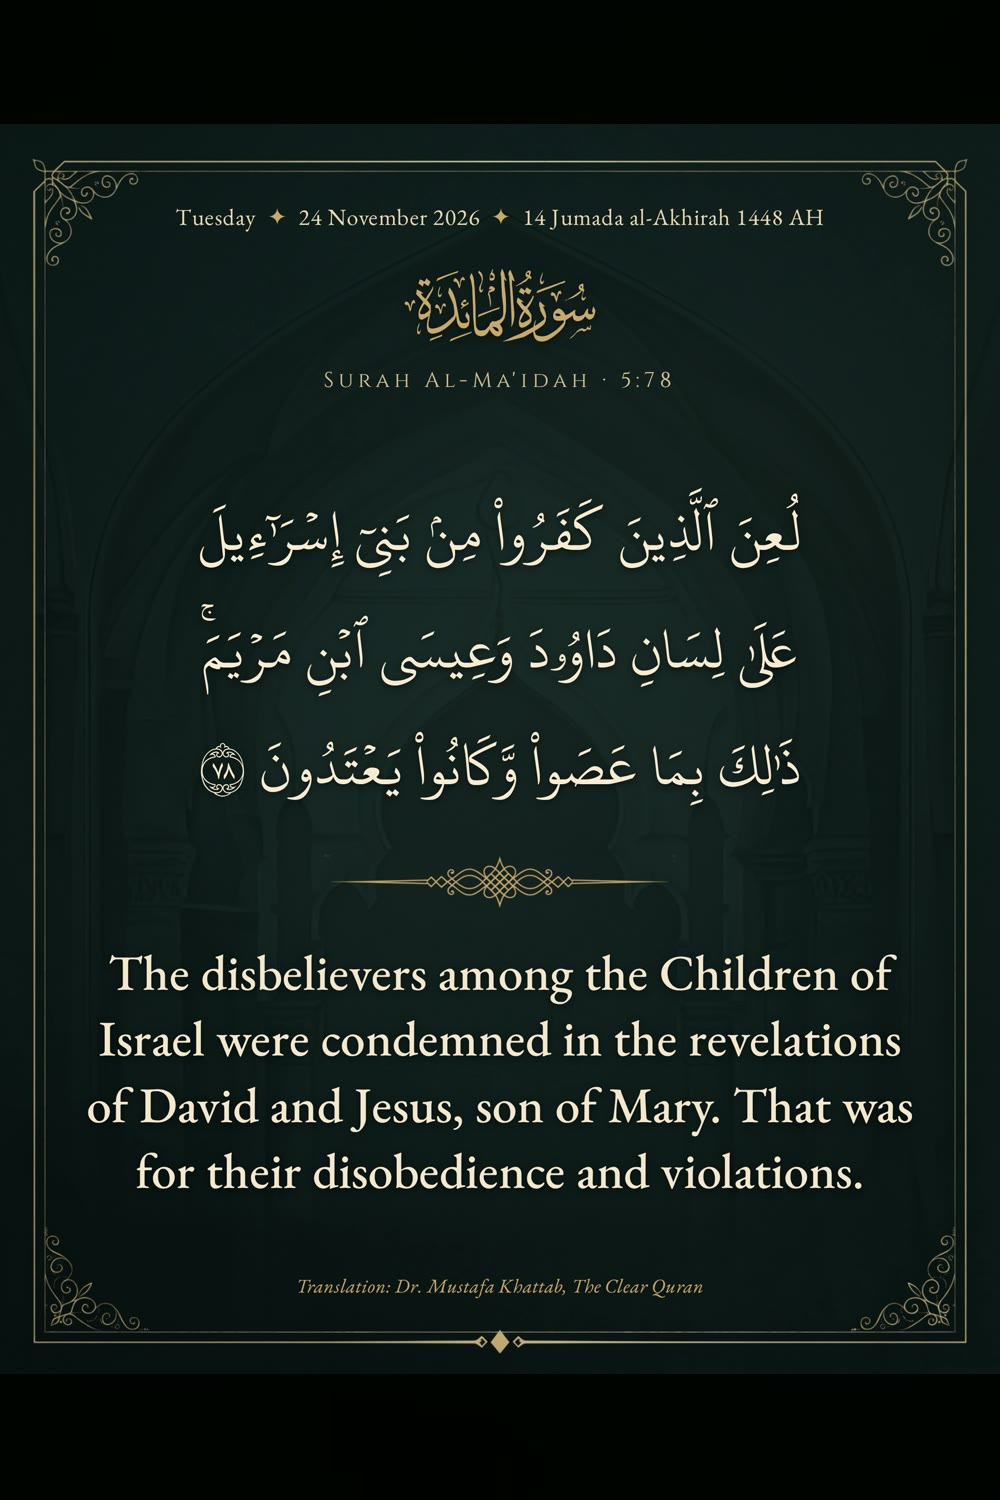 Tuesday ✦ 24 November 2026 ✦ 14 Jumada al-Akhirah 1448 AH
سُورَةُ المَائِدَةِ
SURAH AL-MA'IDAH · 5:78
لُعِنَ ٱلَّذِينَ كَفَرُوا۟ مِنۢ بَنِىٓ إِسْرَٰٓءِيلَ
عَلَىٰ لِسَانِ دَاوُۥدَ وَعِيسَى ٱبْنِ مَرْيَمَ ۚ
ذَٰلِكَ بِمَا عَصَوا۟ وَّكَانُوا۟ يَعْتَدُونَ ٧٨
The disbelievers among the Children of
Israel were condemned in the revelations
of David and Jesus, son of Mary. That was
for their disobedience and violations.
Translation: Dr. Mustafa Khattab, The Clear Quran